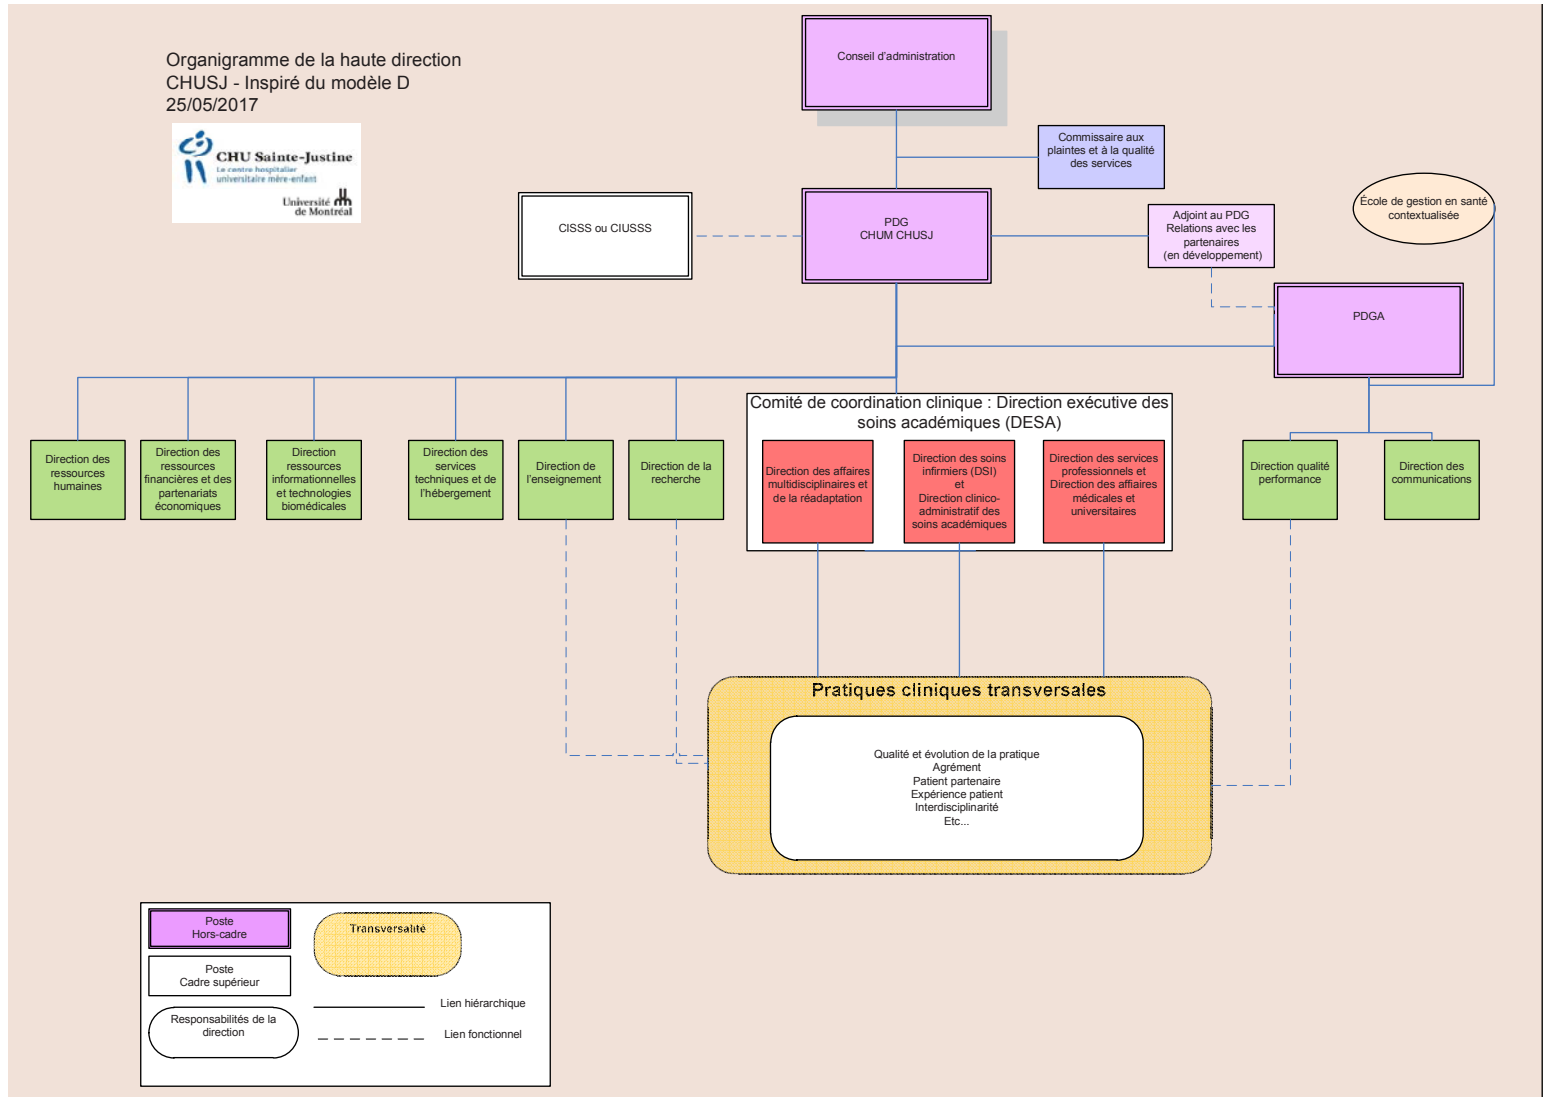 Organigramme de la haute direction
CHUSJ - Inspiré du modèle D
25/05/2017
CHU Sainte-Justine
Le centre hospitalier
universitaire mère-enfant
Université
de Montréal
Conseil d'administration
Commissaire aux
plaintes et à la qualité
des services
CISSS ou CIUSSS
PDG
CHUM CHUSJ
Adjoint au PDG
Relations avec les
partenaires
(en développement)
École de gestion en santé
contextualisée
PDGA
Direction des
ressources
humaines
Direction des
ressources
financières et des
partenariats
économiques
Direction
ressources
informationnelles
et technologies
biomédicales
Direction des
services
techniques et de
l'hébergement
Direction de
l'enseignement
Direction de la
recherche
Comité de coordination clinique : Direction exécutive des
soins académiques (DESA)
Direction des affaires
multidisciplinaires et
de la réadaptation
Direction des soins
infirmiers (DSI)
et
Direction clinico-
administratif des
soins académiques
Direction des services
professionnels et
Direction des affiaires
médicales et
universitaires
Direction qualité
performance
Direction des
communications
Pratiques cliniques transversales
Qualité et évolution de la pratique
Agrément
Patient partenaire
Expérience patient
Interdisciplinarité
Etc...
Poste
Hors-cadre
Transversalité
Poste
Cadre supérieur
Responsabilités de la
direction
Lien hiérarchique
Lien fonctionnel